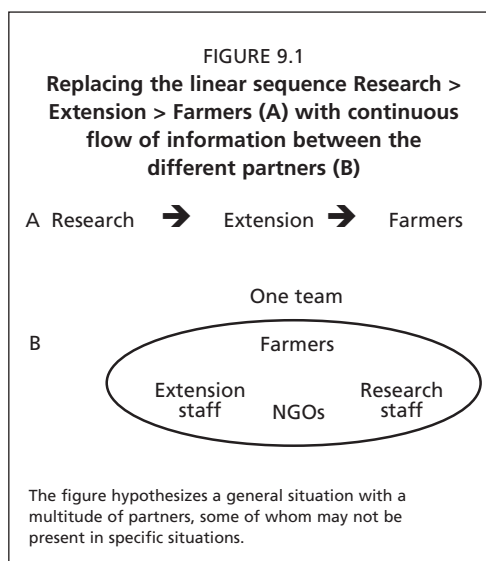 FIGURE 9.1
Replacing the linear sequence Research >
Extension > Farmers (A) with continuous
flow of information between the
different partners (B)
A Research ➔ Extension ➔ Farmers
One team
B
Farmers
Extension
staff
NGOs
Research
staff
The figure hypothesizes a general situation with a
multitude of partners, some of whom may not be
present in specific situations.